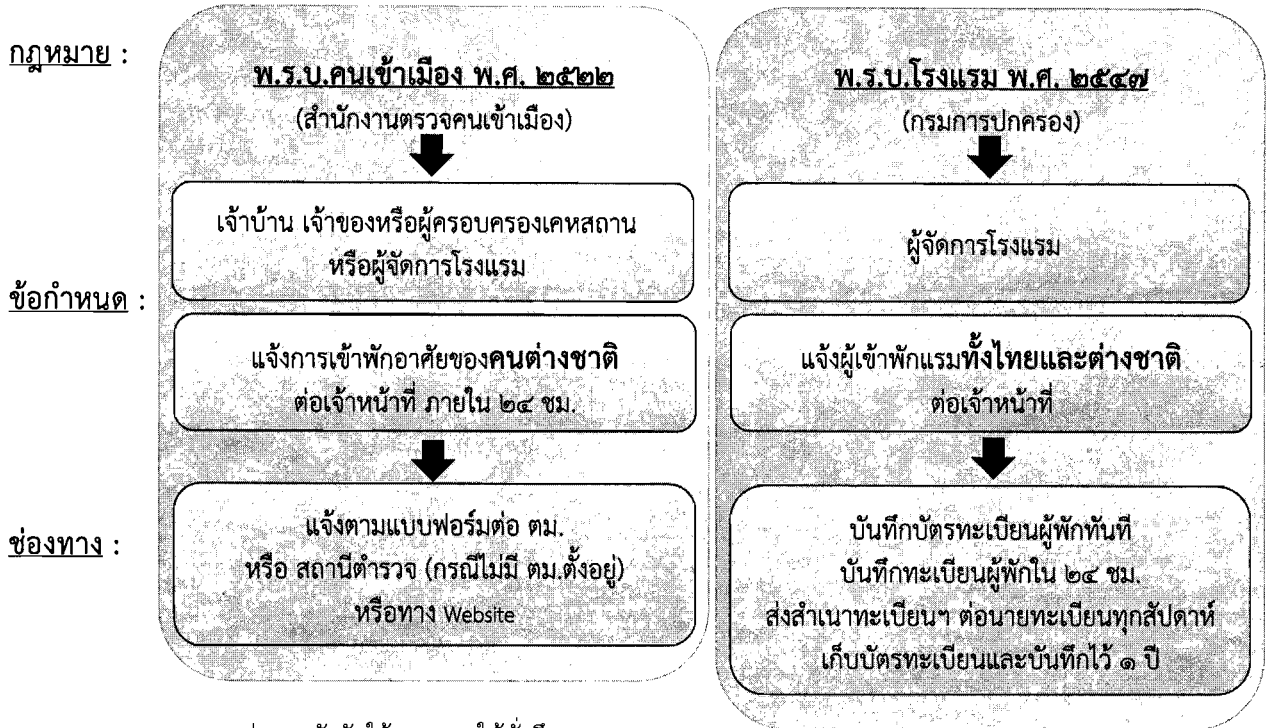 กฎหมาย :
พ.ร.บ.คนเข้าเมือง พ.ศ. ๒๕๒๒
(สำนักงานตรวจคนเข้าเมือง)
พ.ร.บ.โรงแรม พ.ศ. ๒๕๔๗
(กรมการปกครอง)
ข้อกำหนด :
เจ้าบ้าน เจ้าของหรือผู้ครอบครองเคหสถาน
หรือผู้จัดการโรงแรม
ผู้จัดการโรงแรม
แจ้งการเข้าพักอาศัยของคนต่างชาติ
ต่อเจ้าหน้าที่ ภายใน ๒๔ ชม.
แจ้งผู้เข้าพักแรมทั้งไทยและต่างชาติ
ต่อเจ้าหน้าที่
ช่องทาง :
แจ้งตามแบบฟอร์มต่อ ตม.
หรือ สถานีตำรวจ (กรณีไม่มี ตม.ตั้งอยู่)
หรือทาง Website
บันทึกบัตรทะเบียนผู้พักทันที
บันทึกทะเบียนผู้พักใน ๒๔ ชม.
ส่งสำเนาทะเบียนฯ ต่อนายทะเบียนทุกสัปดาห์
เก็บบัตรทะเบียนและบันทึกไว้ ๑ ปี